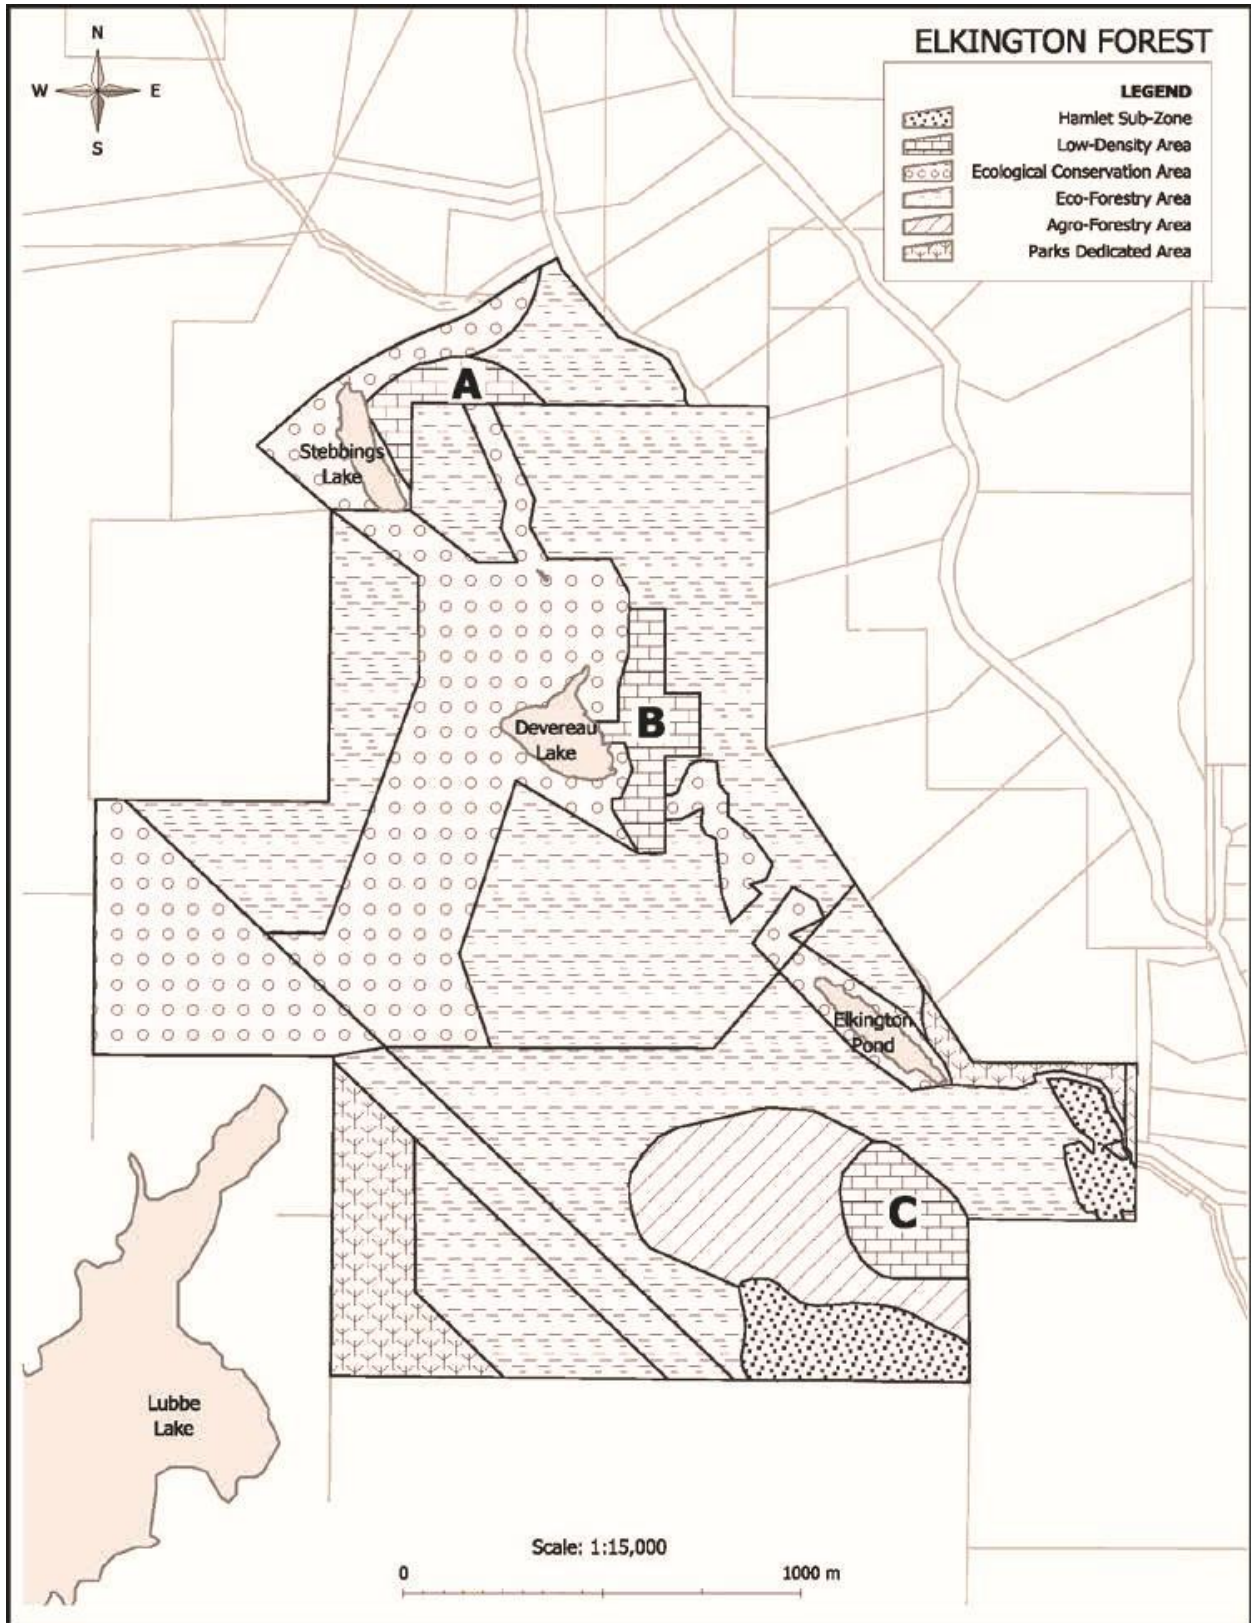 ELKINGTON FOREST
N
W E
S
LEGEND
Hamlet Sub-Zone
Low-Density Area
Ecological Conservation Area
Eco-Forestry Area
Agro-Forestry Area
Parks Dedicated Area
A
Stebbings
Lake
B
Devereau
Lake
Elkington
Pond
C
Lubbe
Lake
Scale: 1:15,000
0 1000 m